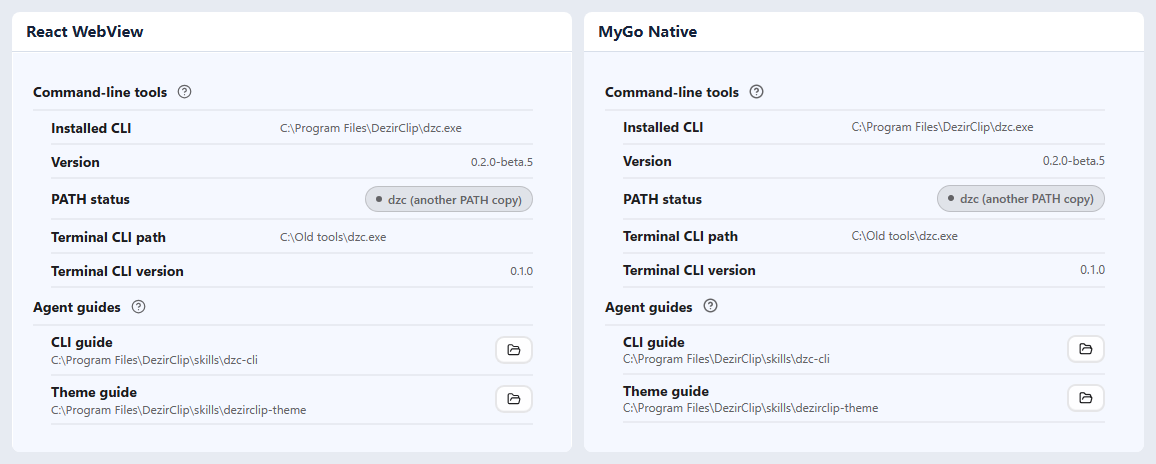 React WebView
Command-line tools ?
Installed CLI C:\Program Files\DezirClip\dzc.exe
Version 0.2.0-beta.5
PATH status dzc (another PATH copy)
Terminal CLI path C:\Old tools\dzc.exe
Terminal CLI version 0.1.0
Agent guides ?
CLI guide
C:\Program Files\DezirClip\skills\dzc-cli
Theme guide
C:\Program Files\DezirClip\skills\dezirclip-theme
MyGo Native
Command-line tools ?
Installed CLI C:\Program Files\DezirClip\dzc.exe
Version 0.2.0-beta.5
PATH status dzc (another PATH copy)
Terminal CLI path C:\Old tools\dzc.exe
Terminal CLI version 0.1.0
Agent guides ?
CLI guide
C:\Program Files\DezirClip\skills\dzc-cli
Theme guide
C:\Program Files\DezirClip\skills\dezirclip-theme